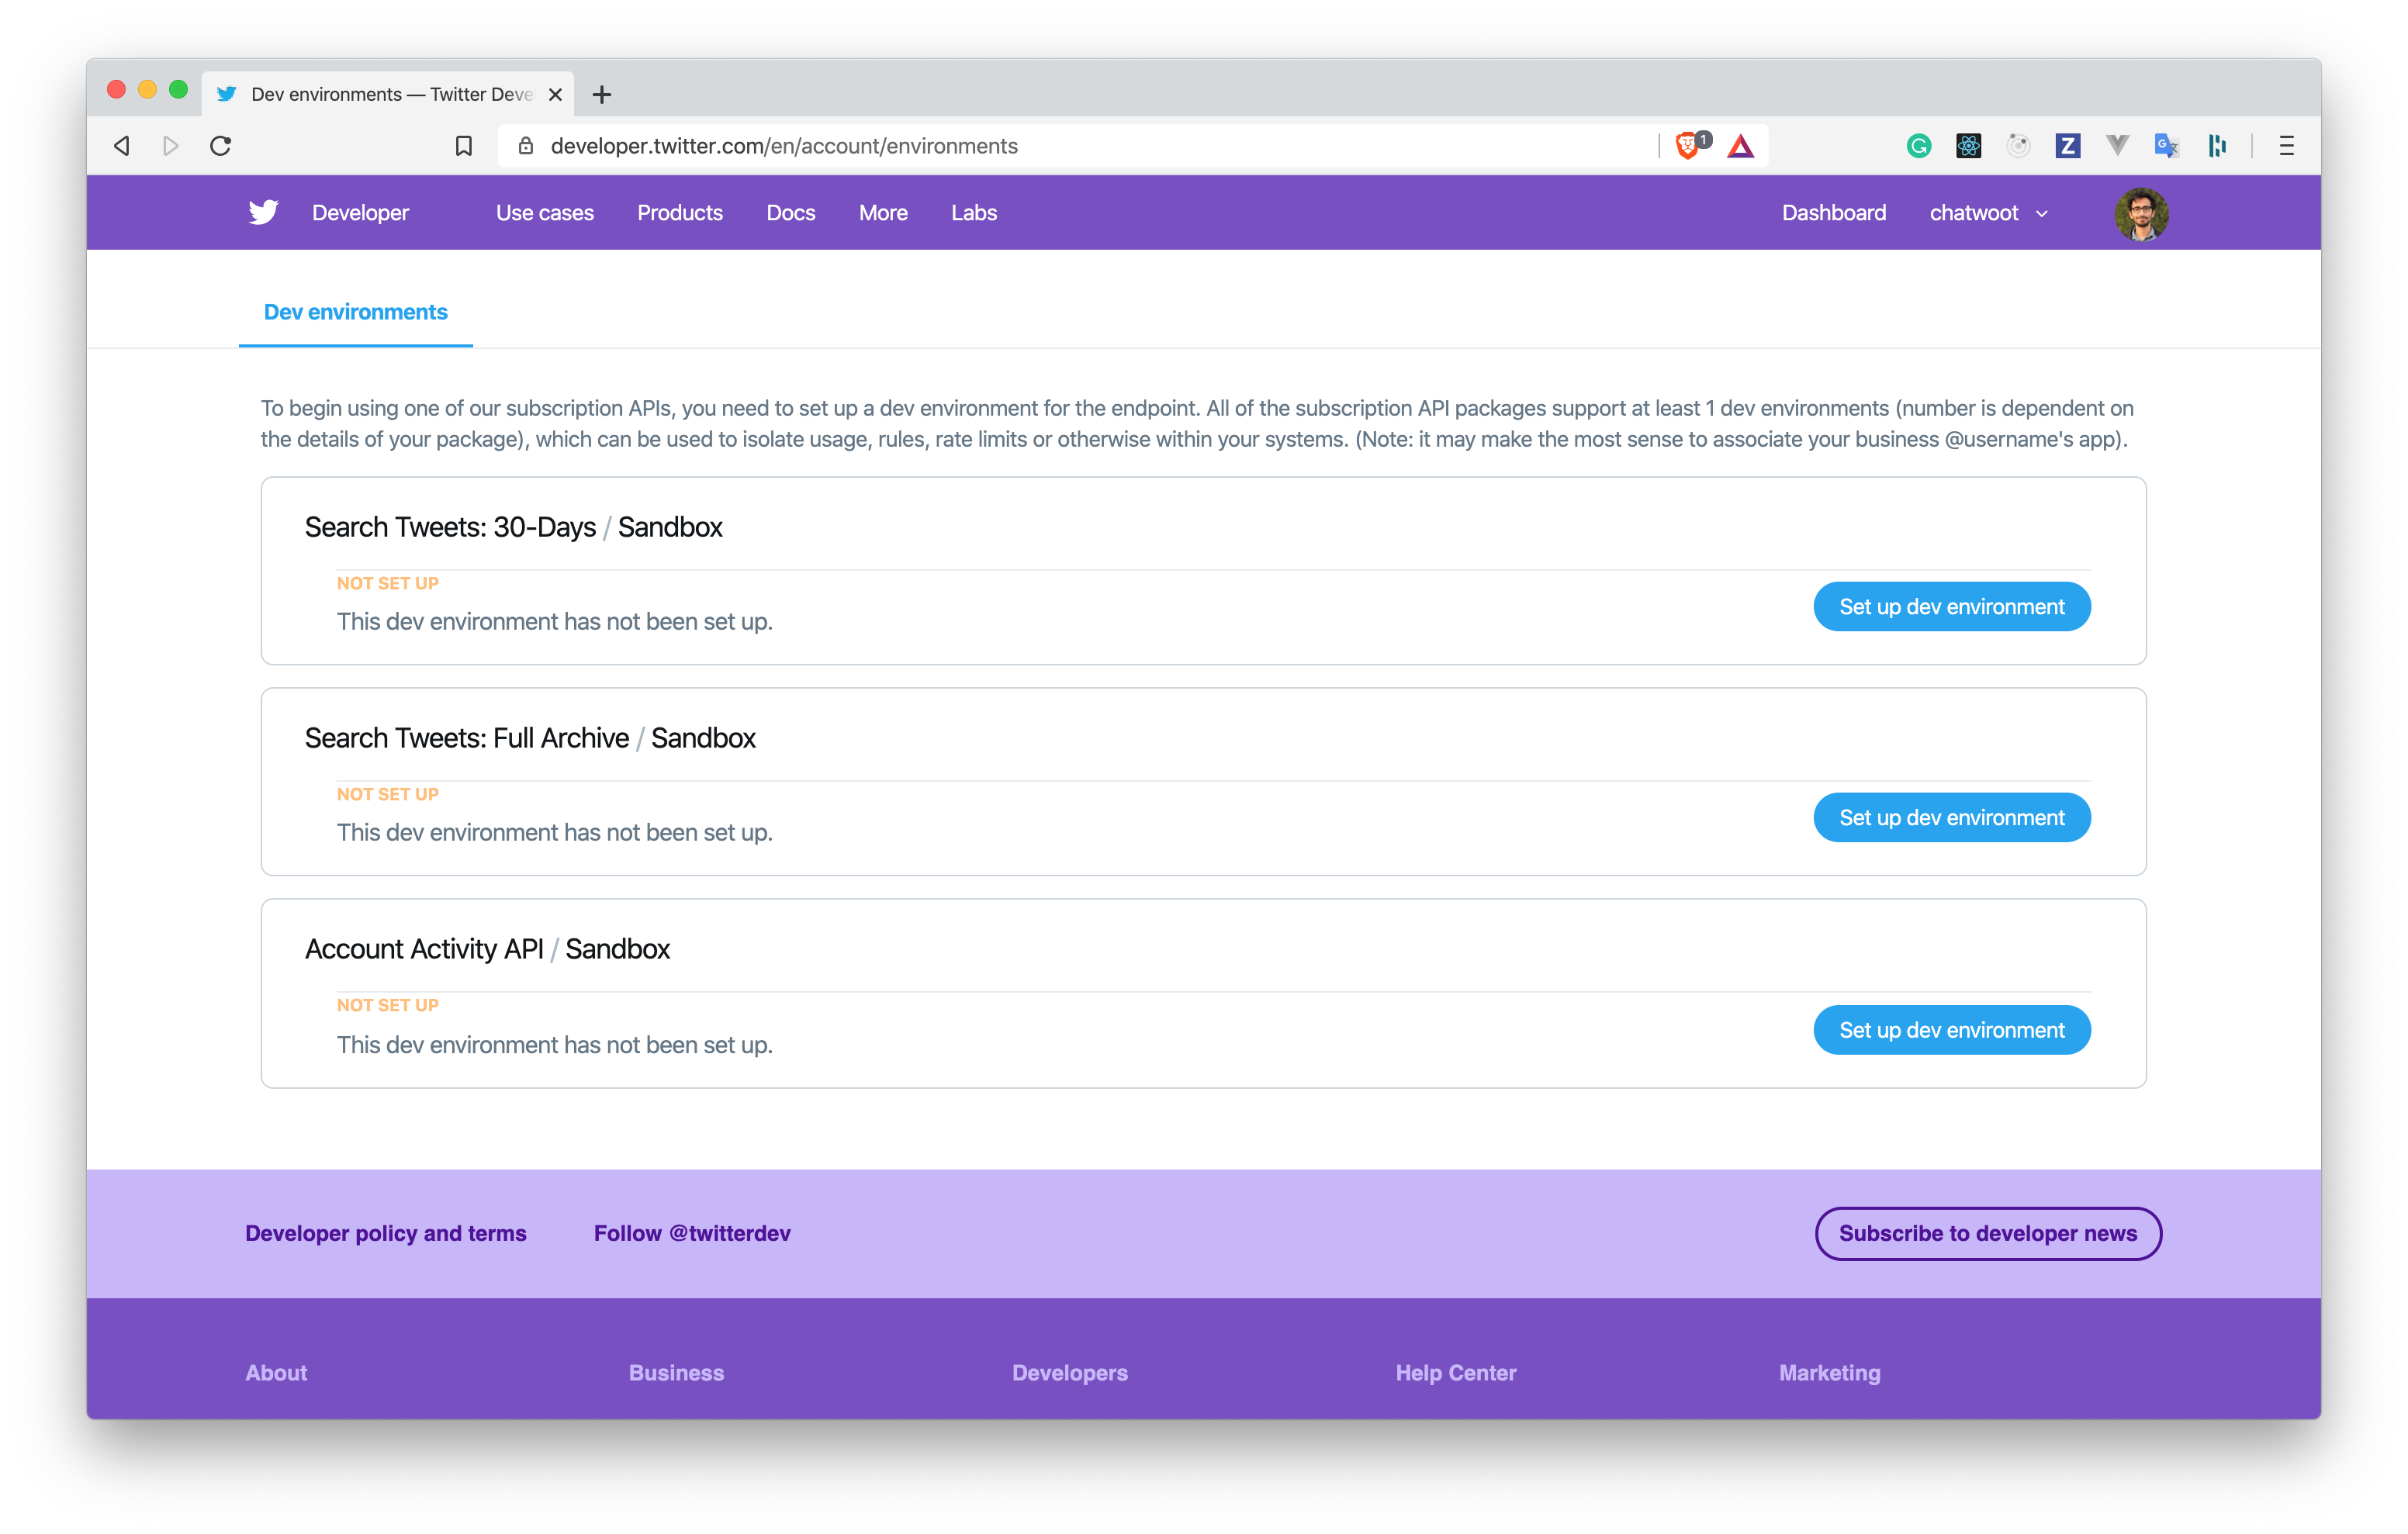 Dev environments — Twitter Deve
developer.twitter.com/en/account/environments
1
G
Z
G
Developer
Use cases
Products
Docs
More
Labs
Dashboard
chatwoot
Dev environments
To begin using one of our subscription APIs, you need to set up a dev environment for the endpoint. All of the subscription API packages support at least 1 dev environments (number is dependent on
the details of your package), which can be used to isolate usage, rules, rate limits or otherwise within your systems. (Note: it may make the most sense to associate your business @username's app).
Search Tweets: 30-Days / Sandbox
NOT SET UP
This dev environment has not been set up.
Set up dev environment
Search Tweets: Full Archive / Sandbox
NOT SET UP
This dev environment has not been set up.
Set up dev environment
Account Activity API / Sandbox
NOT SET UP
This dev environment has not been set up.
Set up dev environment
Developer policy and terms
Follow @twitterdev
Subscribe to developer news
About
Business
Developers
Help Center
Marketing